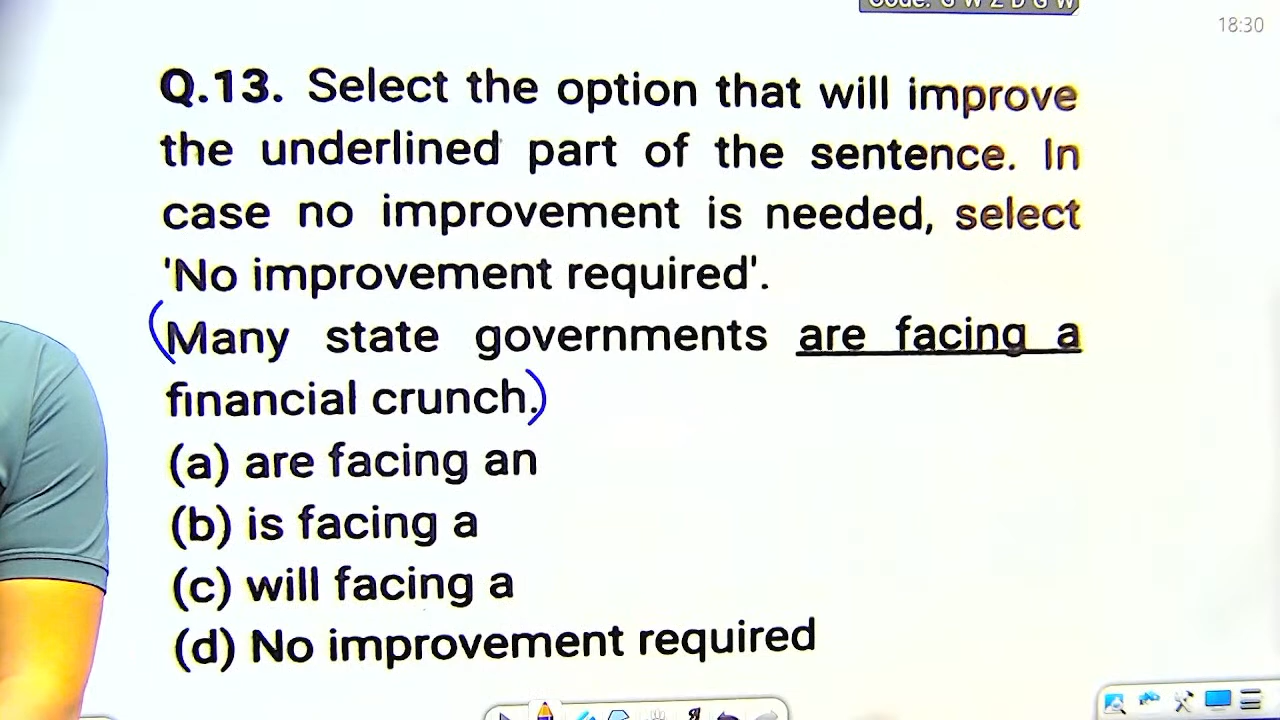 Code: G W Z D G W
18:30
Q.13. Select the option that will improve
the underlined part of the sentence. In
case no improvement is needed, select
'No improvement required'.
(Many state governments are facing a
financial crunch.)
(a) are facing an
(b) is facing a
(c) will facing a
(d) No improvement required